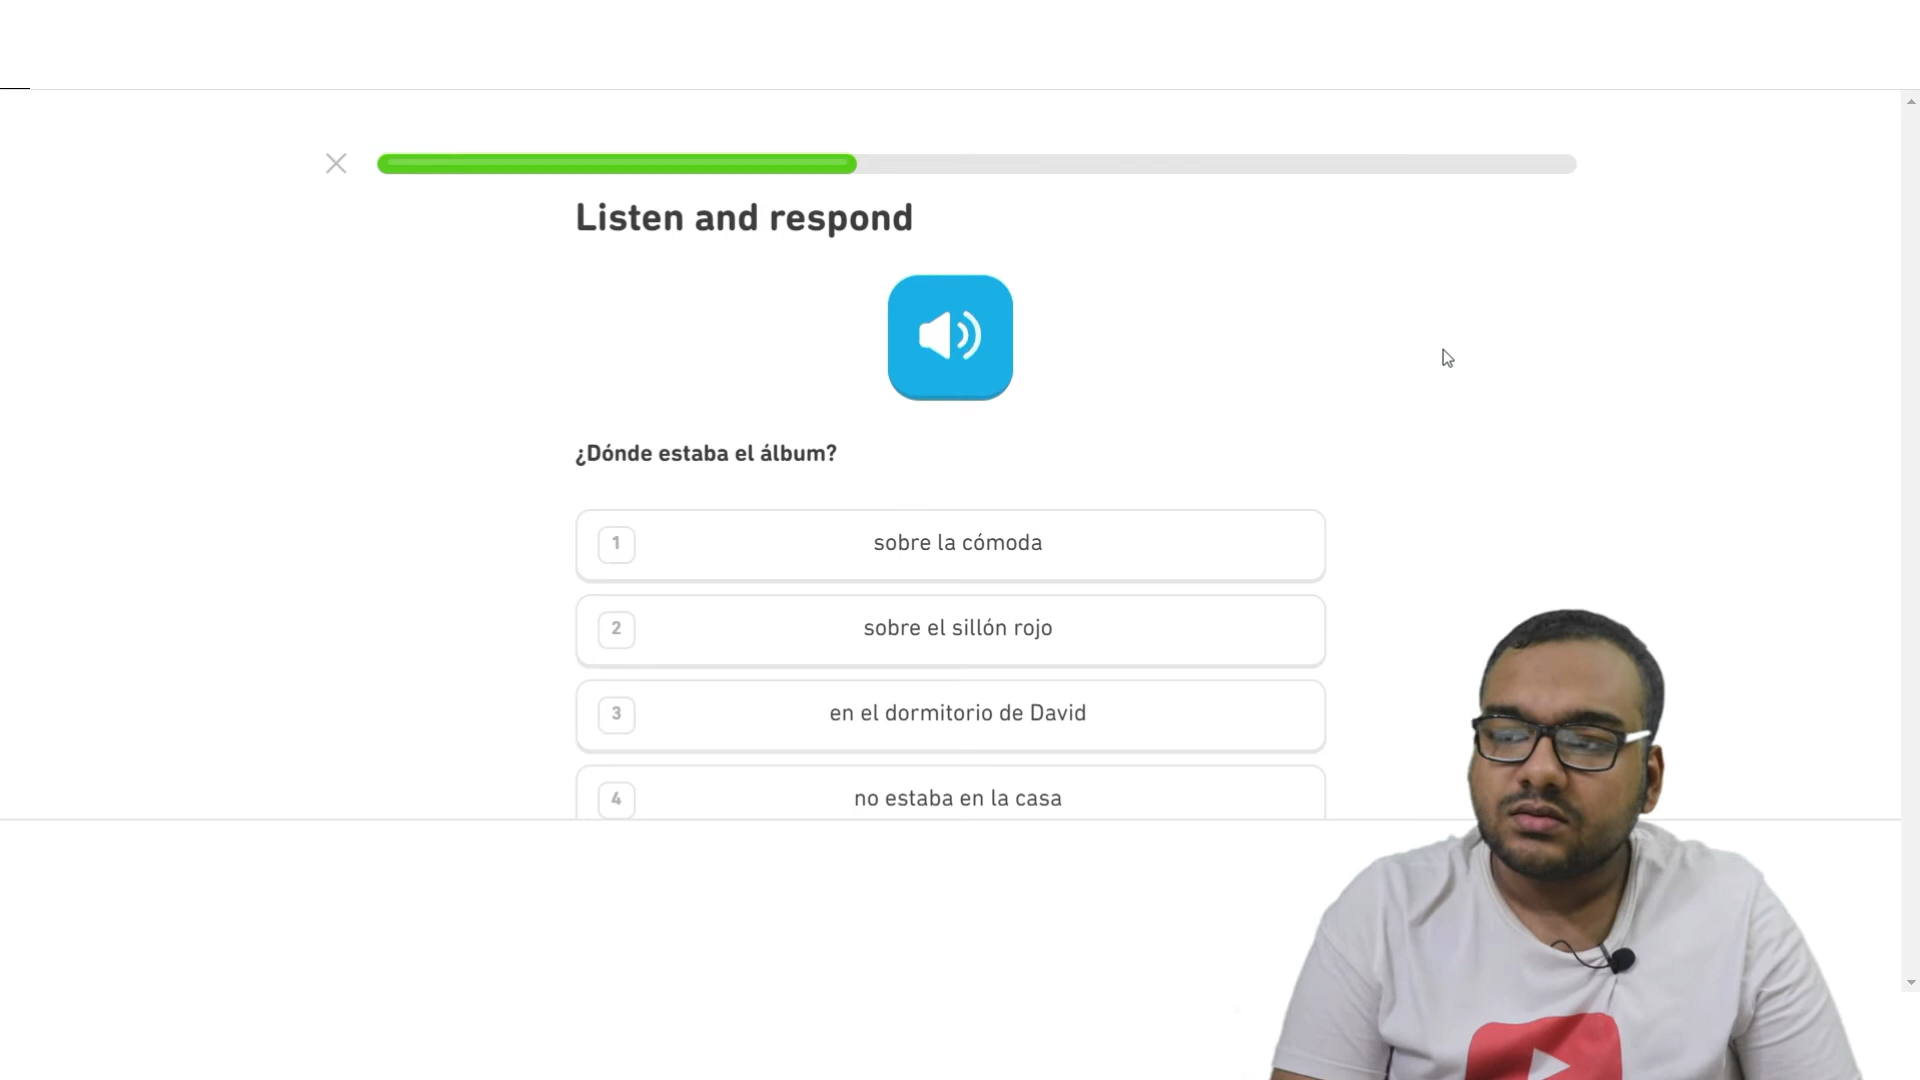 Listen and respond
¿Dónde estaba el álbum?
1 sobre la cómoda
2 sobre el sillón rojo
3 en el dormitorio de David
4 no estaba en la casa